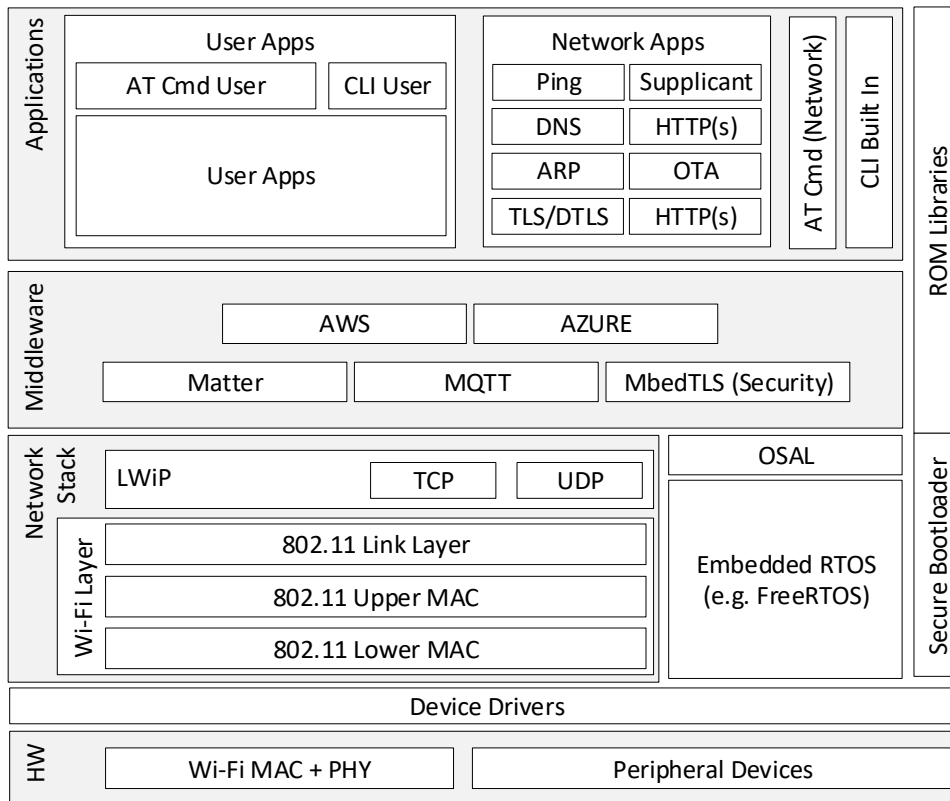 Applications
User Apps
AT Cmd User
CLI User
User Apps
Network Apps
Ping
Supplicant
DNS
HTTP(s)
ARP
OTA
TLS/DTLS
HTTP(s)
AT Cmd (Network)
CLI Built In
ROM Libraries
Middleware
AWS
AZURE
Matter
MQTT
MbedTLS (Security)
Network
Stack
LWiP
TCP
UDP
Wi-Fi Layer
802.11 Link Layer
802.11 Upper MAC
802.11 Lower MAC
OSAL
Embedded RTOS
(e.g. FreeRTOS)
Secure Bootloader
Device Drivers
HW
Wi-Fi MAC + PHY
Peripheral Devices